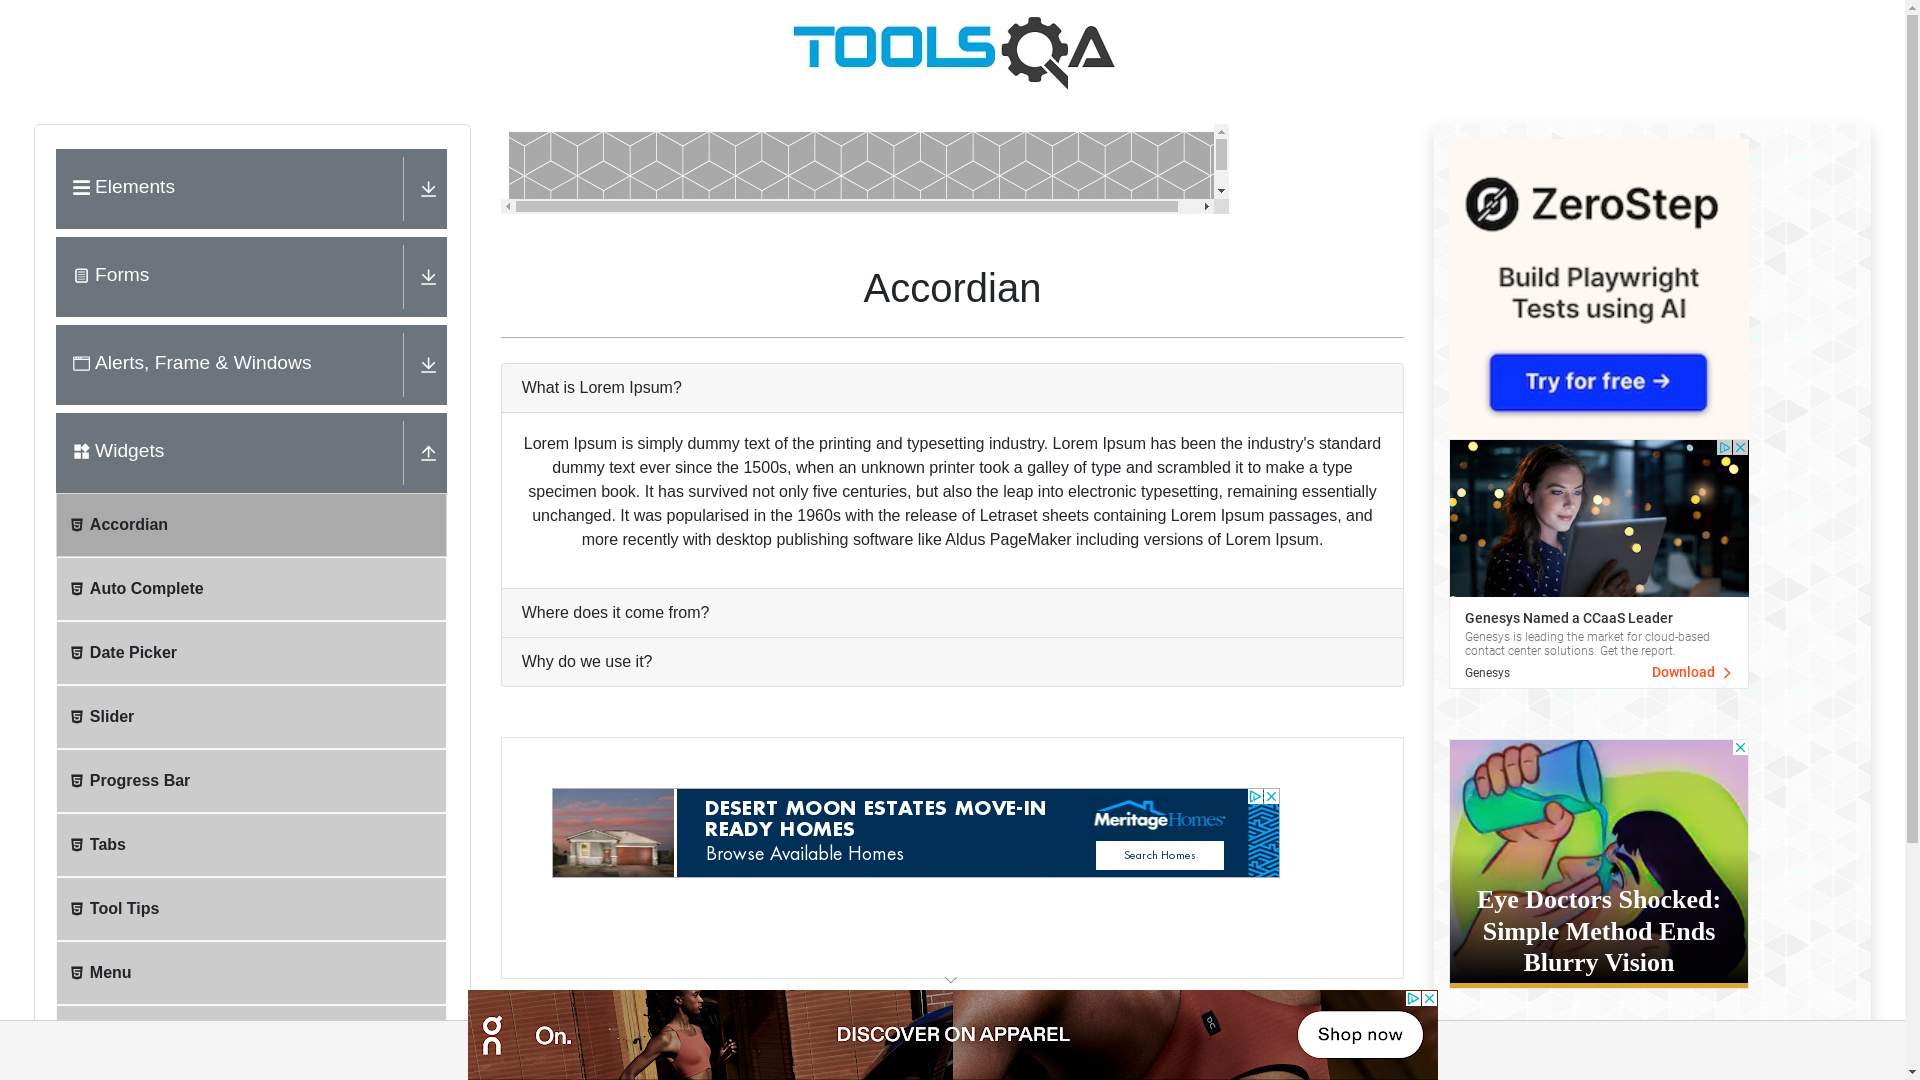 TOOLSQA
Elements
Forms
Alerts, Frame & Windows
Widgets
Accordian
Auto Complete
Date Picker
Slider
Progress Bar
Tabs
Tool Tips
Menu
Accordian
What is Lorem Ipsum?
Lorem Ipsum is simply dummy text of the printing and typesetting industry. Lorem Ipsum has been the industry's standard
dummy text ever since the 1500s, when an unknown printer took a galley of type and scrambled it to make a type
specimen book. It has survived not only five centuries, but also the leap into electronic typesetting, remaining essentially
unchanged. It was popularised in the 1960s with the release of Letraset sheets containing Lorem Ipsum passages, and
more recently with desktop publishing software like Aldus PageMaker including versions of Lorem Ipsum.
Where does it come from?
Why do we use it?
DESERT MOON ESTATES MOVE-IN
READY HOMES
Browse Available Homes
MeritageHomes
Search Homes
ZeroStep
Build Playwright
Tests using AI
Try for free →
Genesys Named a CCaaS Leader
Genesys is leading the market for cloud-based
contact center solutions. Get the report.
Genesys
Download
Eye Doctors Shocked:
Simple Method Ends
Blurry Vision
On.
DISCOVER ON APPAREL
Shop now